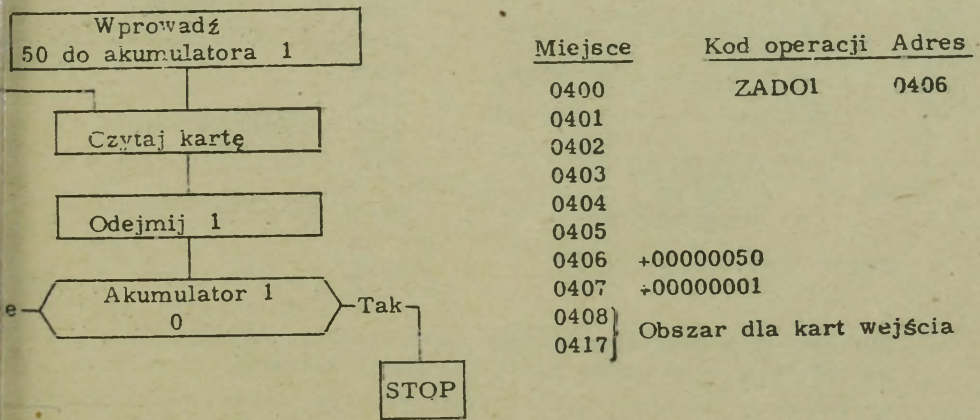 Wprowadź
50 do akumulatora 1
Czytaj kartę
Odejmij 1
Akumulator 1
0
e
Tak
STOP
Miejsce Kod operacji Adres
0400 ZADO1 0406
0401
0402
0403
0404
0405
0406 +00000050
0407 +00000001
0408
0417 Obszar dla kart wejścia